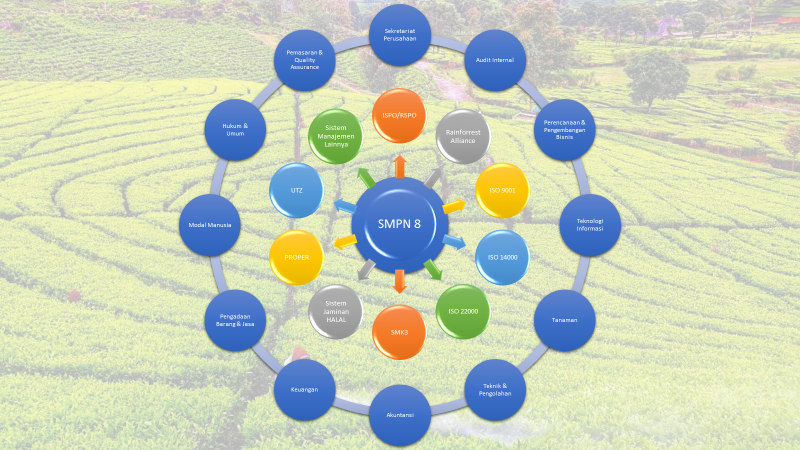 Sekretariat
Perusahaan
Audit Internal
Perencanaan &
Pengembangan
Bisnis
Teknologi
Informasi
Tanaman
Teknik &
Pengolahan
Akuntansi
Keuangan
Pengadaan
Barang & Jasa
Modal Manusia
Hukum &
Umum
Pemasaran &
Quality
Assurance
ISPO/RSPO
Rainforrest
Alliance
ISO 9001
ISO 14000
ISO 22000
SMK3
Sistem
Jaminan
HALAL
PROPER
UTZ
Sistem
Manajemen
Lainnya
SMPN 8